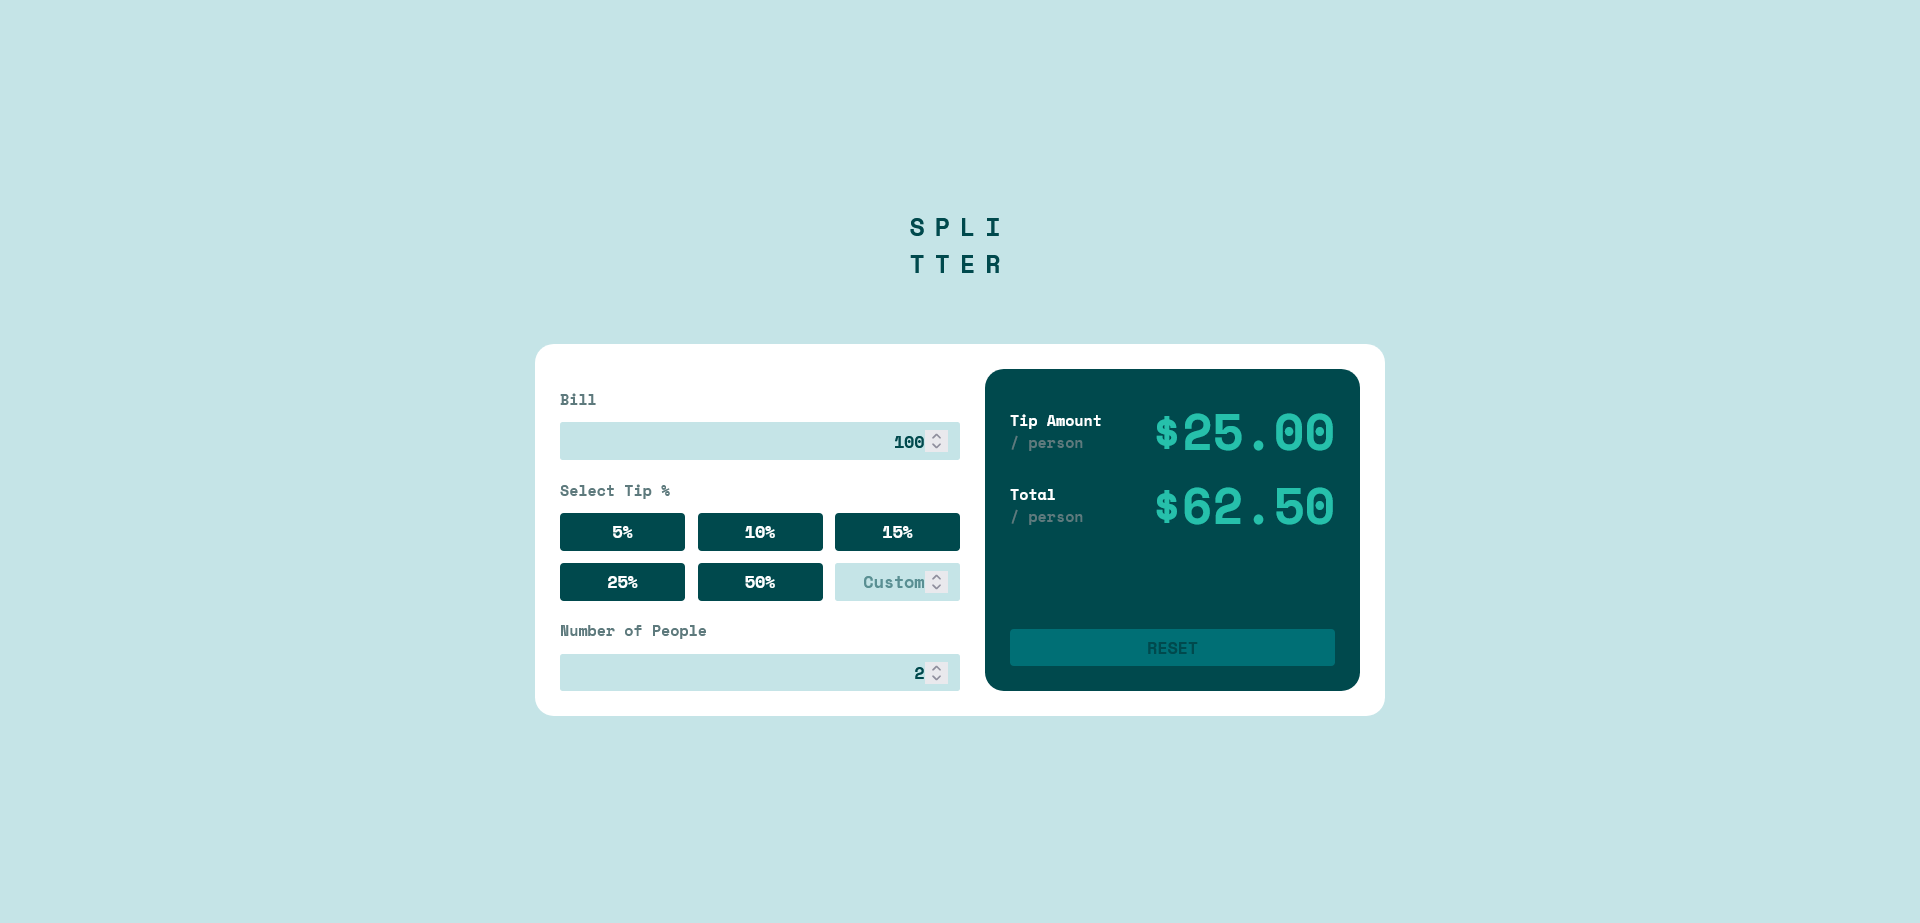 SPLI
TTER
Bill
100
Select Tip %
5% 10% 15%
25% 50% Custom
Number of People
2
Tip Amount
/ person
$25.00
Total
/ person
$62.50
RESET